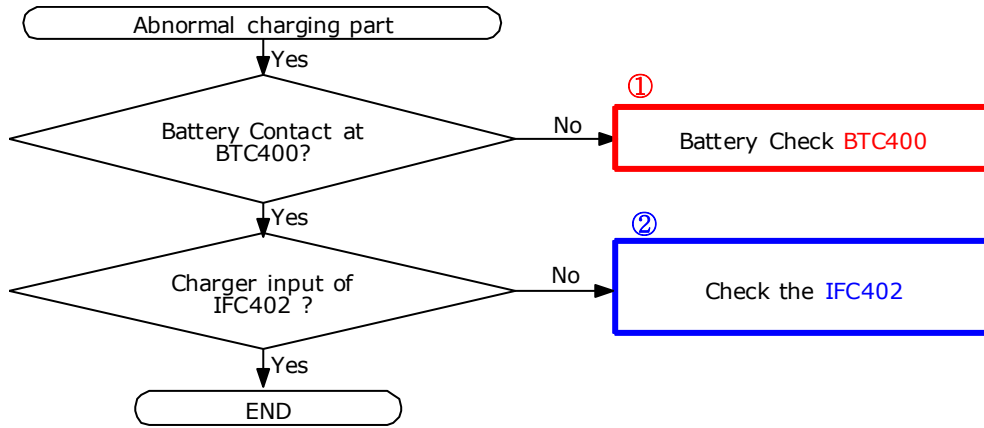 Abnormal charging part
Yes
①
Battery Contact at
BTC400?
No
Battery Check BTC400
Yes
②
Charger input of
IFC402 ?
No
Check the IFC402
Yes
END